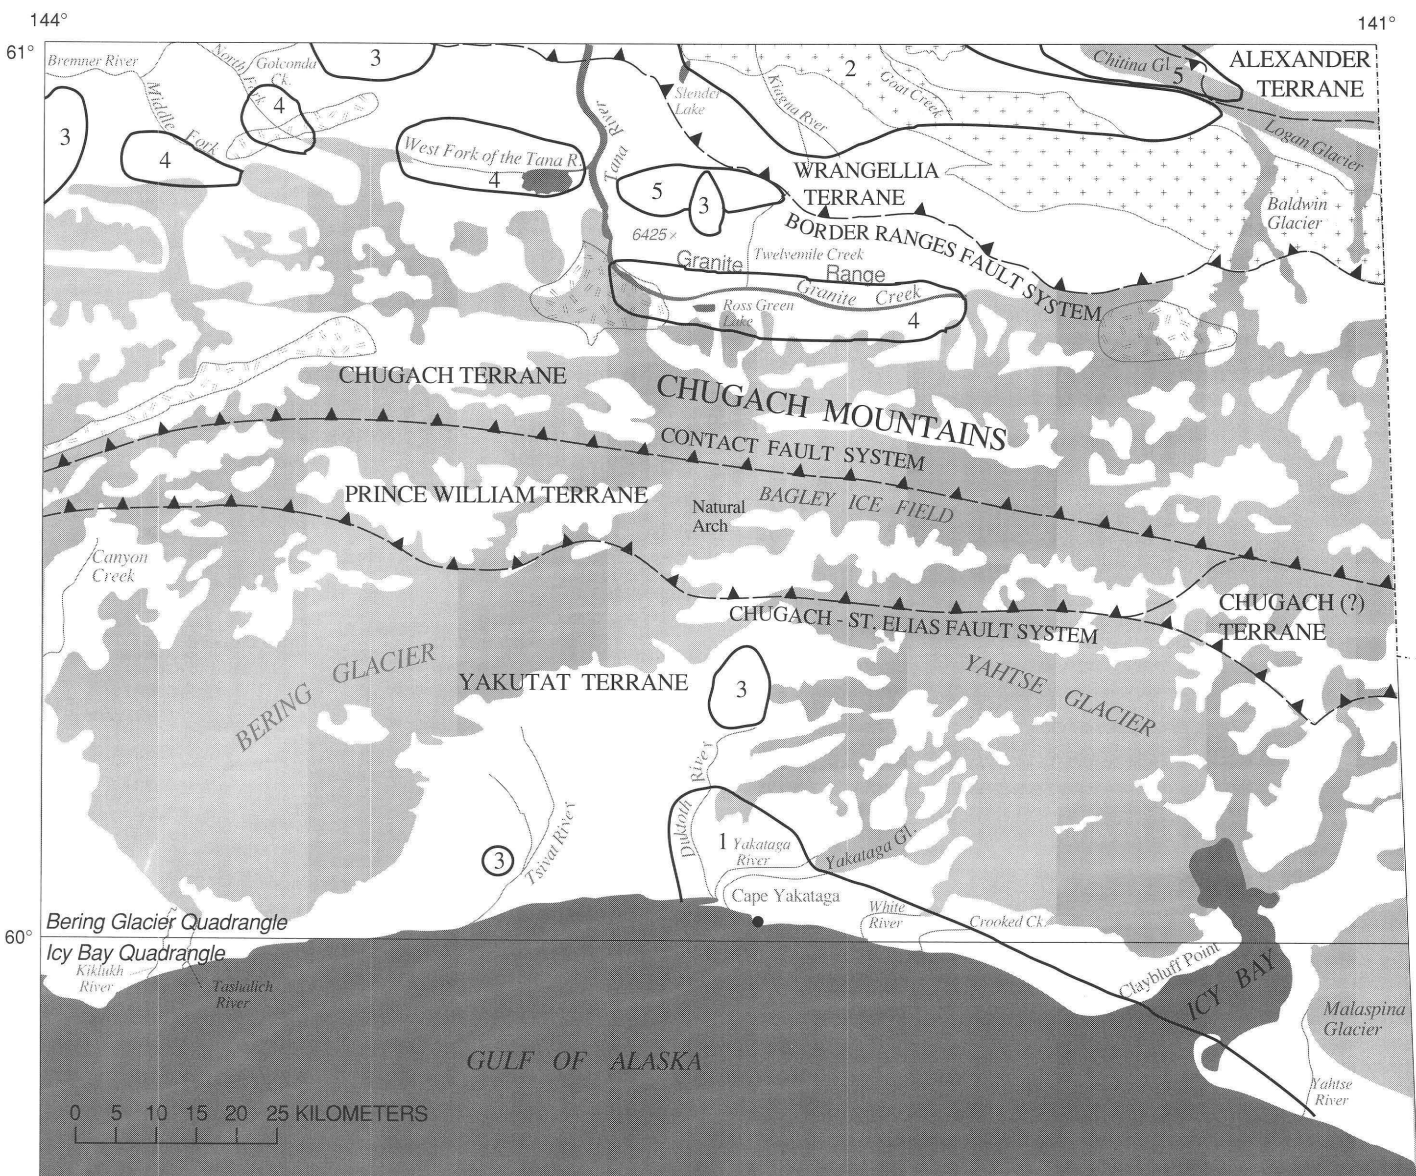 144°
141°
61°
Bremner River
North Fork
Golconda
Ck.
3
Middle Fork
4
3
4
West Fork of the Tana R.
4
Tana River
Slender
Lake
Kiagna River
2
Goat Creek
Chitina Gl.
5
ALEXANDER
TERRANE
Logan Glacier
5
3
6425×
WRANGELLIA
TERRANE
BORDER RANGES FAULT SYSTEM
Baldwin
Glacier
Twelvemile Creek
Granite Range
Granite Creek
Ross Green
Lake
4
CHUGACH TERRANE
CHUGACH MOUNTAINS
CONTACT FAULT SYSTEM
PRINCE WILLIAM TERRANE
BAGLEY ICE FIELD
Natural
Arch
Canyon
Creek
CHUGACH - ST. ELIAS FAULT SYSTEM
CHUGACH (?)
TERRANE
BERING GLACIER
YAKUTAT TERRANE
3
YAHTSE GLACIER
Duktoth River
Tsivat River
3
1
Yakataga
River
Yakataga Gl.
Cape Yakataga
White
River
Crooked Ck.
Bering Glacier Quadrangle
60°
Icy Bay Quadrangle
Kiklukh
River
Tashalich
River
Claybluff Point
ICY BAY
Malaspina
Glacier
Yahtse
River
GULF OF ALASKA
0 5 10 15 20 25 KILOMETERS